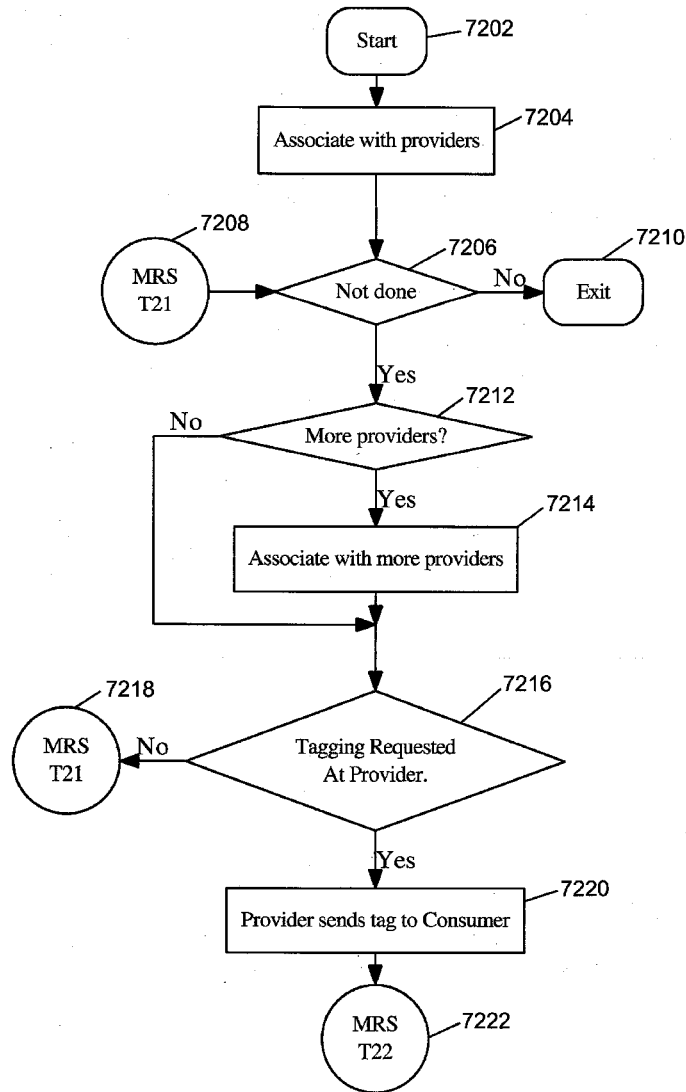 Start
7202
Associate with providers
7204
7208
MRS
T21
Not done
7206
No
7210
Exit
Yes
No
More providers?
7212
Yes
Associate with more providers
7214
7218
MRS
T21
No
Tagging Requested
At Provider.
7216
Yes
Provider sends tag to Consumer
7220
MRS
T22
7222